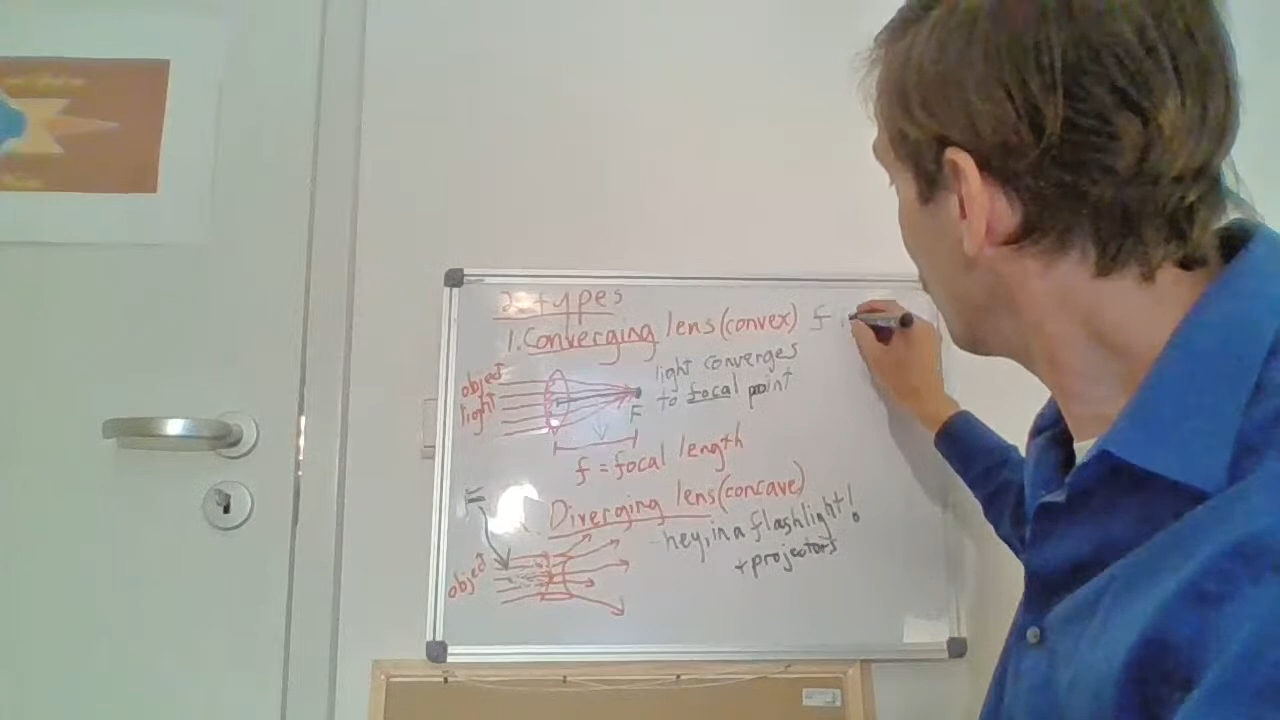 2 types
1. Converging lens (convex) f
object
light
light converges
to focal point
F
f = focal length
F
Diverging lens (concave)
hey, in a flashlight!
+ projectors
object